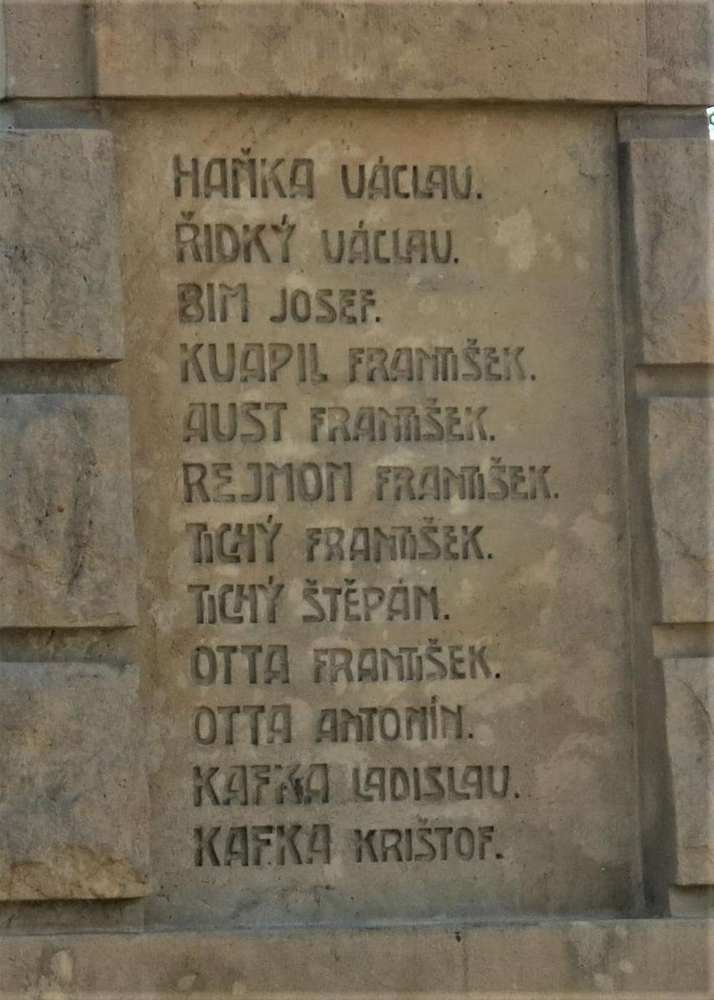 HAŇKA VÁCLAV.
ŘIDKÝ VÁCLAV.
BIM JOSEF.
KVAPIL FRANTIŠEK.
AUST FRANTIŠEK.
REJMON FRANTIŠEK.
TICHÝ FRANTIŠEK.
TICHÝ ŠTĚPÁN.
OTTA FRANTIŠEK.
OTTA ANTONÍN.
KAFKA LADISLAV.
KAFKA KRIŠTOF.